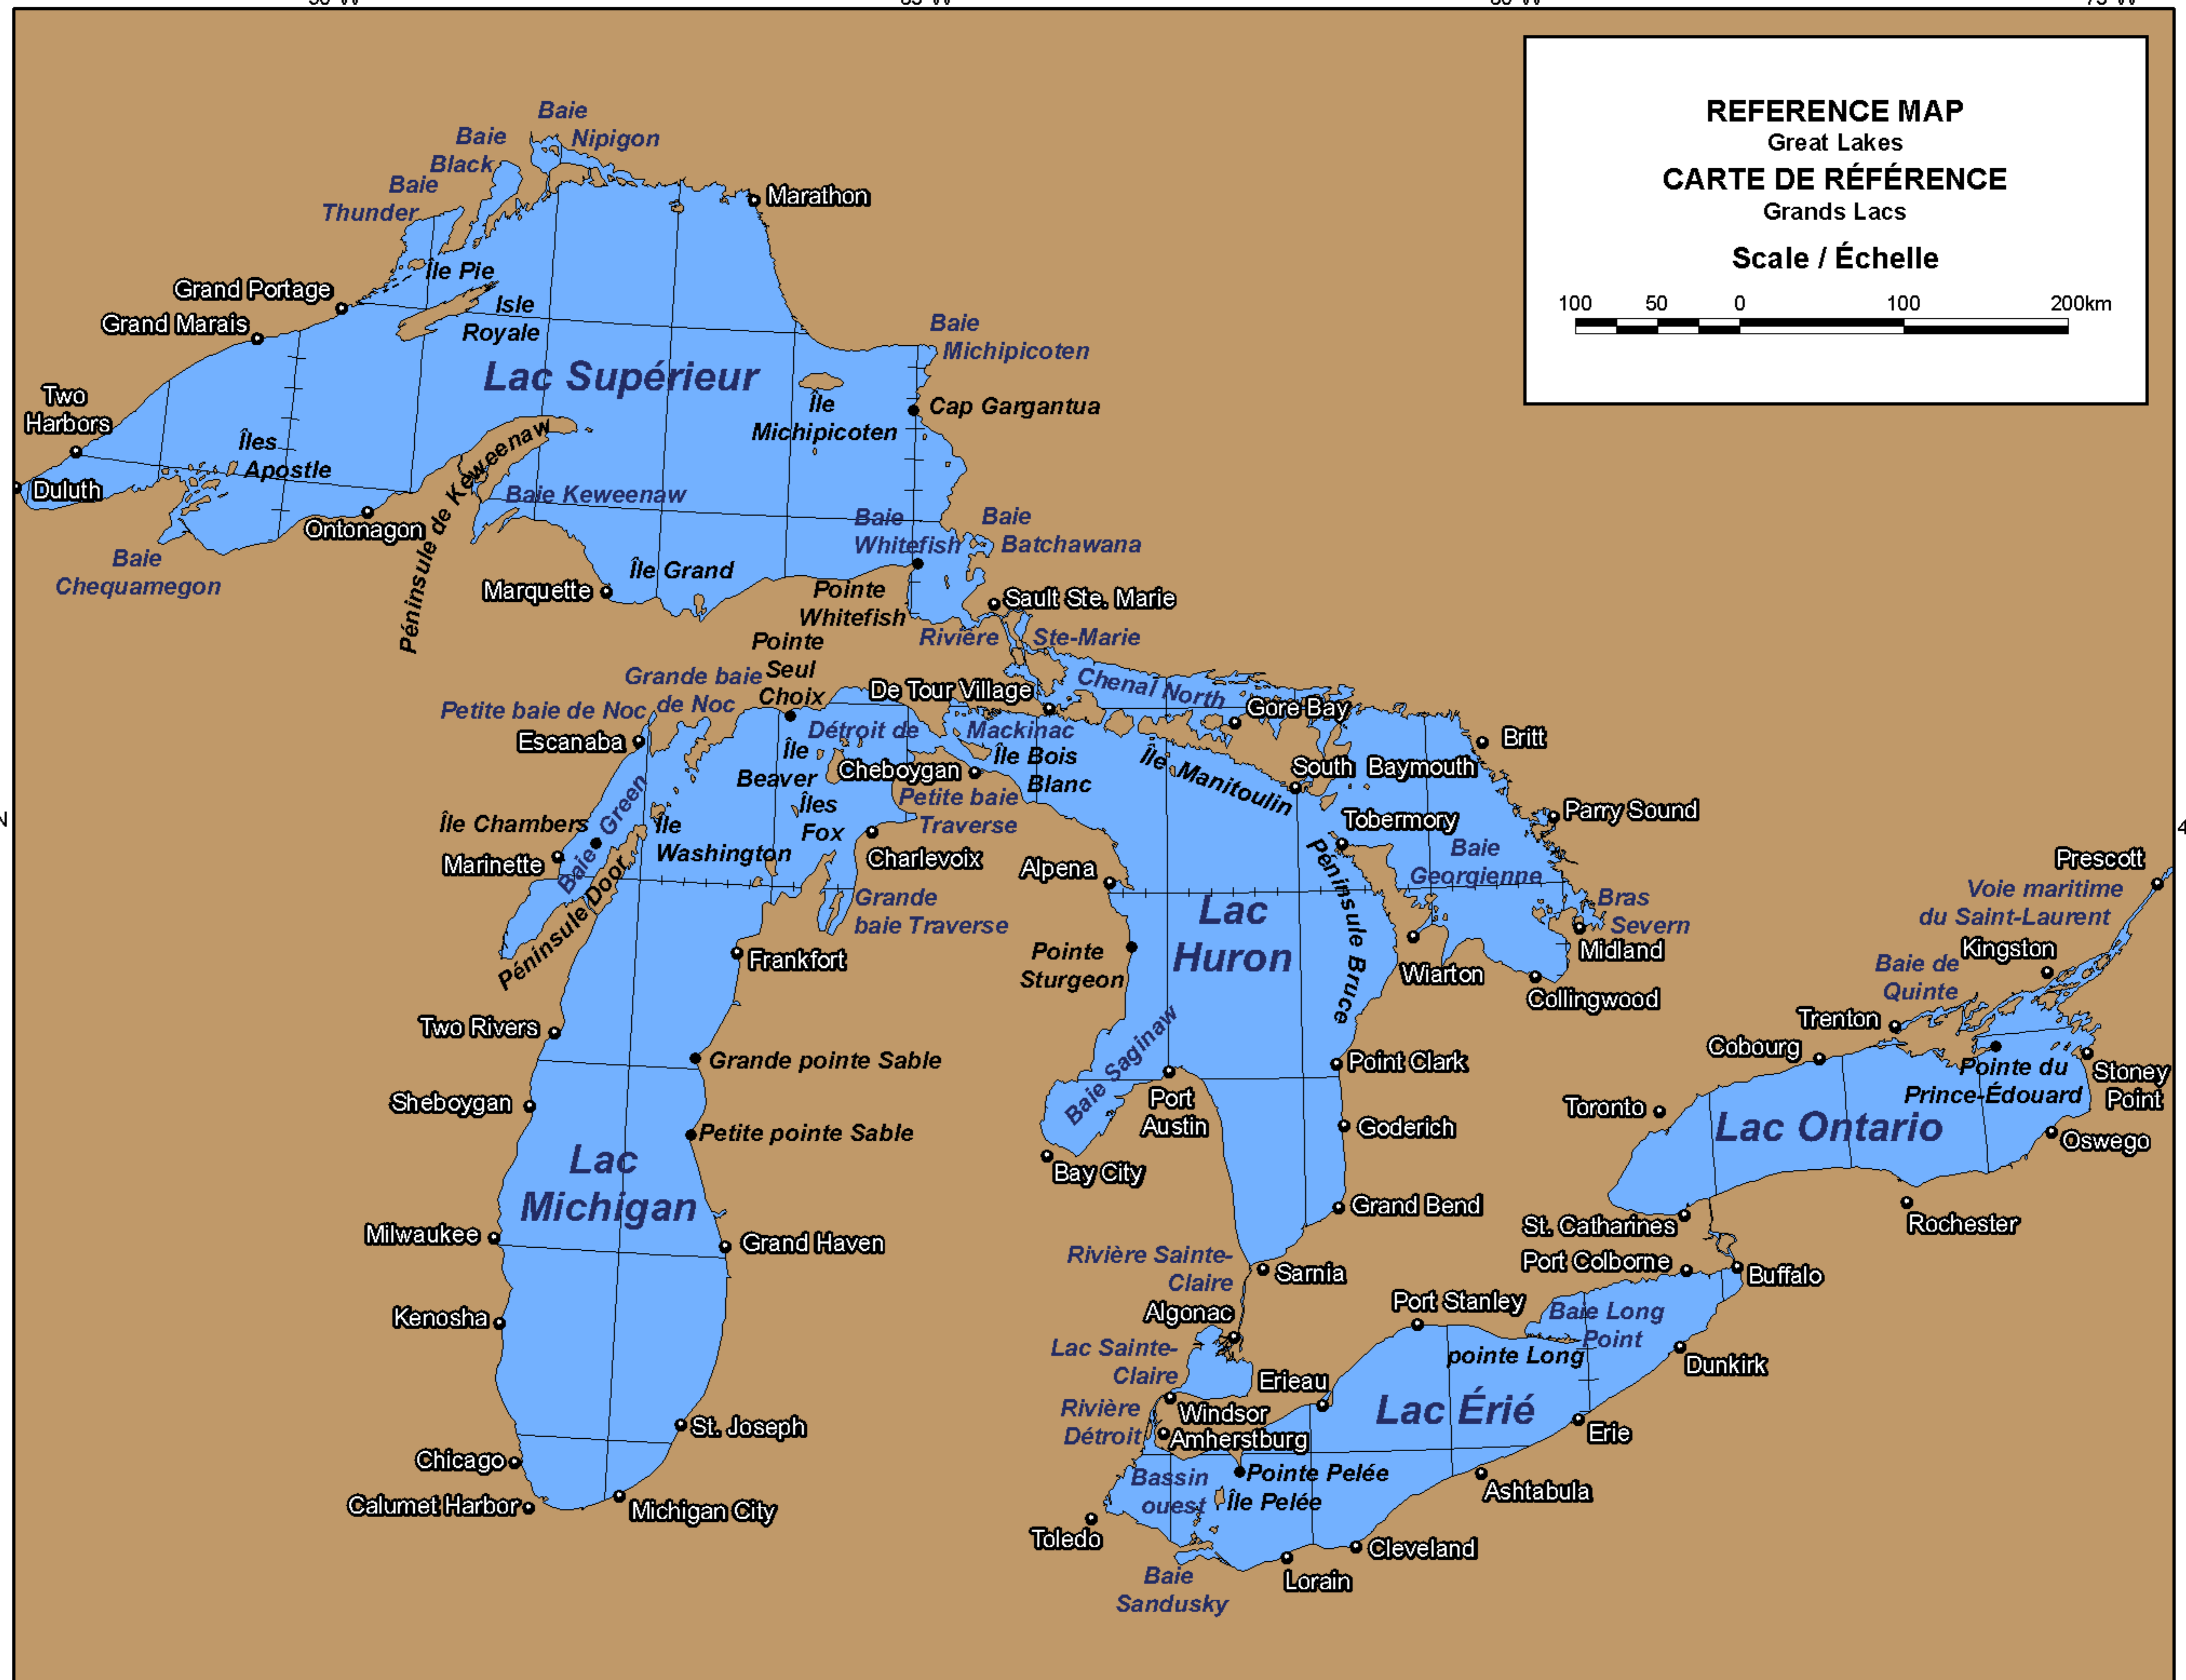 REFERENCE MAP
Great Lakes
CARTE DE RÉFÉRENCE
Grands Lacs
Scale / Échelle
100 50 0 100 200km
Baie
Nipigon
Baie
Black
Baie
Thunder
Marathon
Île Pie
Grand Portage
Isle
Royale
Grand Marais
Baie
Michipicoten
Lac Supérieur
Two
Harbors
Île
Michipicoten
Cap Gargantua
Îles
Apostle
Duluth
Péninsule de Keweenaw
Baie Keweenaw
Ontonagon
Baie
Whitefish
Baie
Batchawana
Baie
Chequamegon
Île Grand
Marquette
Pointe
Whitefish
Sault Ste. Marie
Rivière Ste-Marie
Pointe
Seul
Choix
Grande baie
de Noc
Petite baie de Noc
De Tour Village
Chenal North
Gore Bay
Détroit de Mackinac
Escanaba
Britt
Île
Beaver
Cheboygan
Île Bois
Blanc
Île Manitoulin
South Baymouth
Îles
Fox
Petite baie
Traverse
Île Chambers
Baie Green
Île
Washington
Tobermory
Parry Sound
Marinette
Charlevoix
Alpena
Baie
Georgienne
Prescott
Péninsule Door
Grande
baie Traverse
Lac
Huron
Péninsule Bruce
Bras
Severn
Voie maritime
du Saint-Laurent
Frankfort
Pointe
Sturgeon
Wiarton
Midland
Collingwood
Kingston
Baie de
Quinte
Two Rivers
Trenton
Grande pointe Sable
Baie Saginaw
Point Clark
Cobourg
Pointe du
Prince-Édouard
Stoney
Point
Sheboygan
Port
Austin
Toronto
Petite pointe Sable
Goderich
Lac Ontario
Oswego
Lac
Michigan
Bay City
Grand Bend
St. Catharines
Rochester
Milwaukee
Grand Haven
Rivière Sainte-
Claire
Sarnia
Port Colborne
Buffalo
Kenosha
Algonac
Port Stanley
Baie Long
Point
Lac Sainte-
Claire
pointe Long
Dunkirk
Erieau
Rivière
Détroit
Windsor
Lac Érié
St. Joseph
Amherstburg
Erie
Chicago
Bassin
ouest
Pointe Pelée
Île Pelée
Ashtabula
Calumet Harbor
Michigan City
Toledo
Cleveland
Lorain
Baie
Sandusky